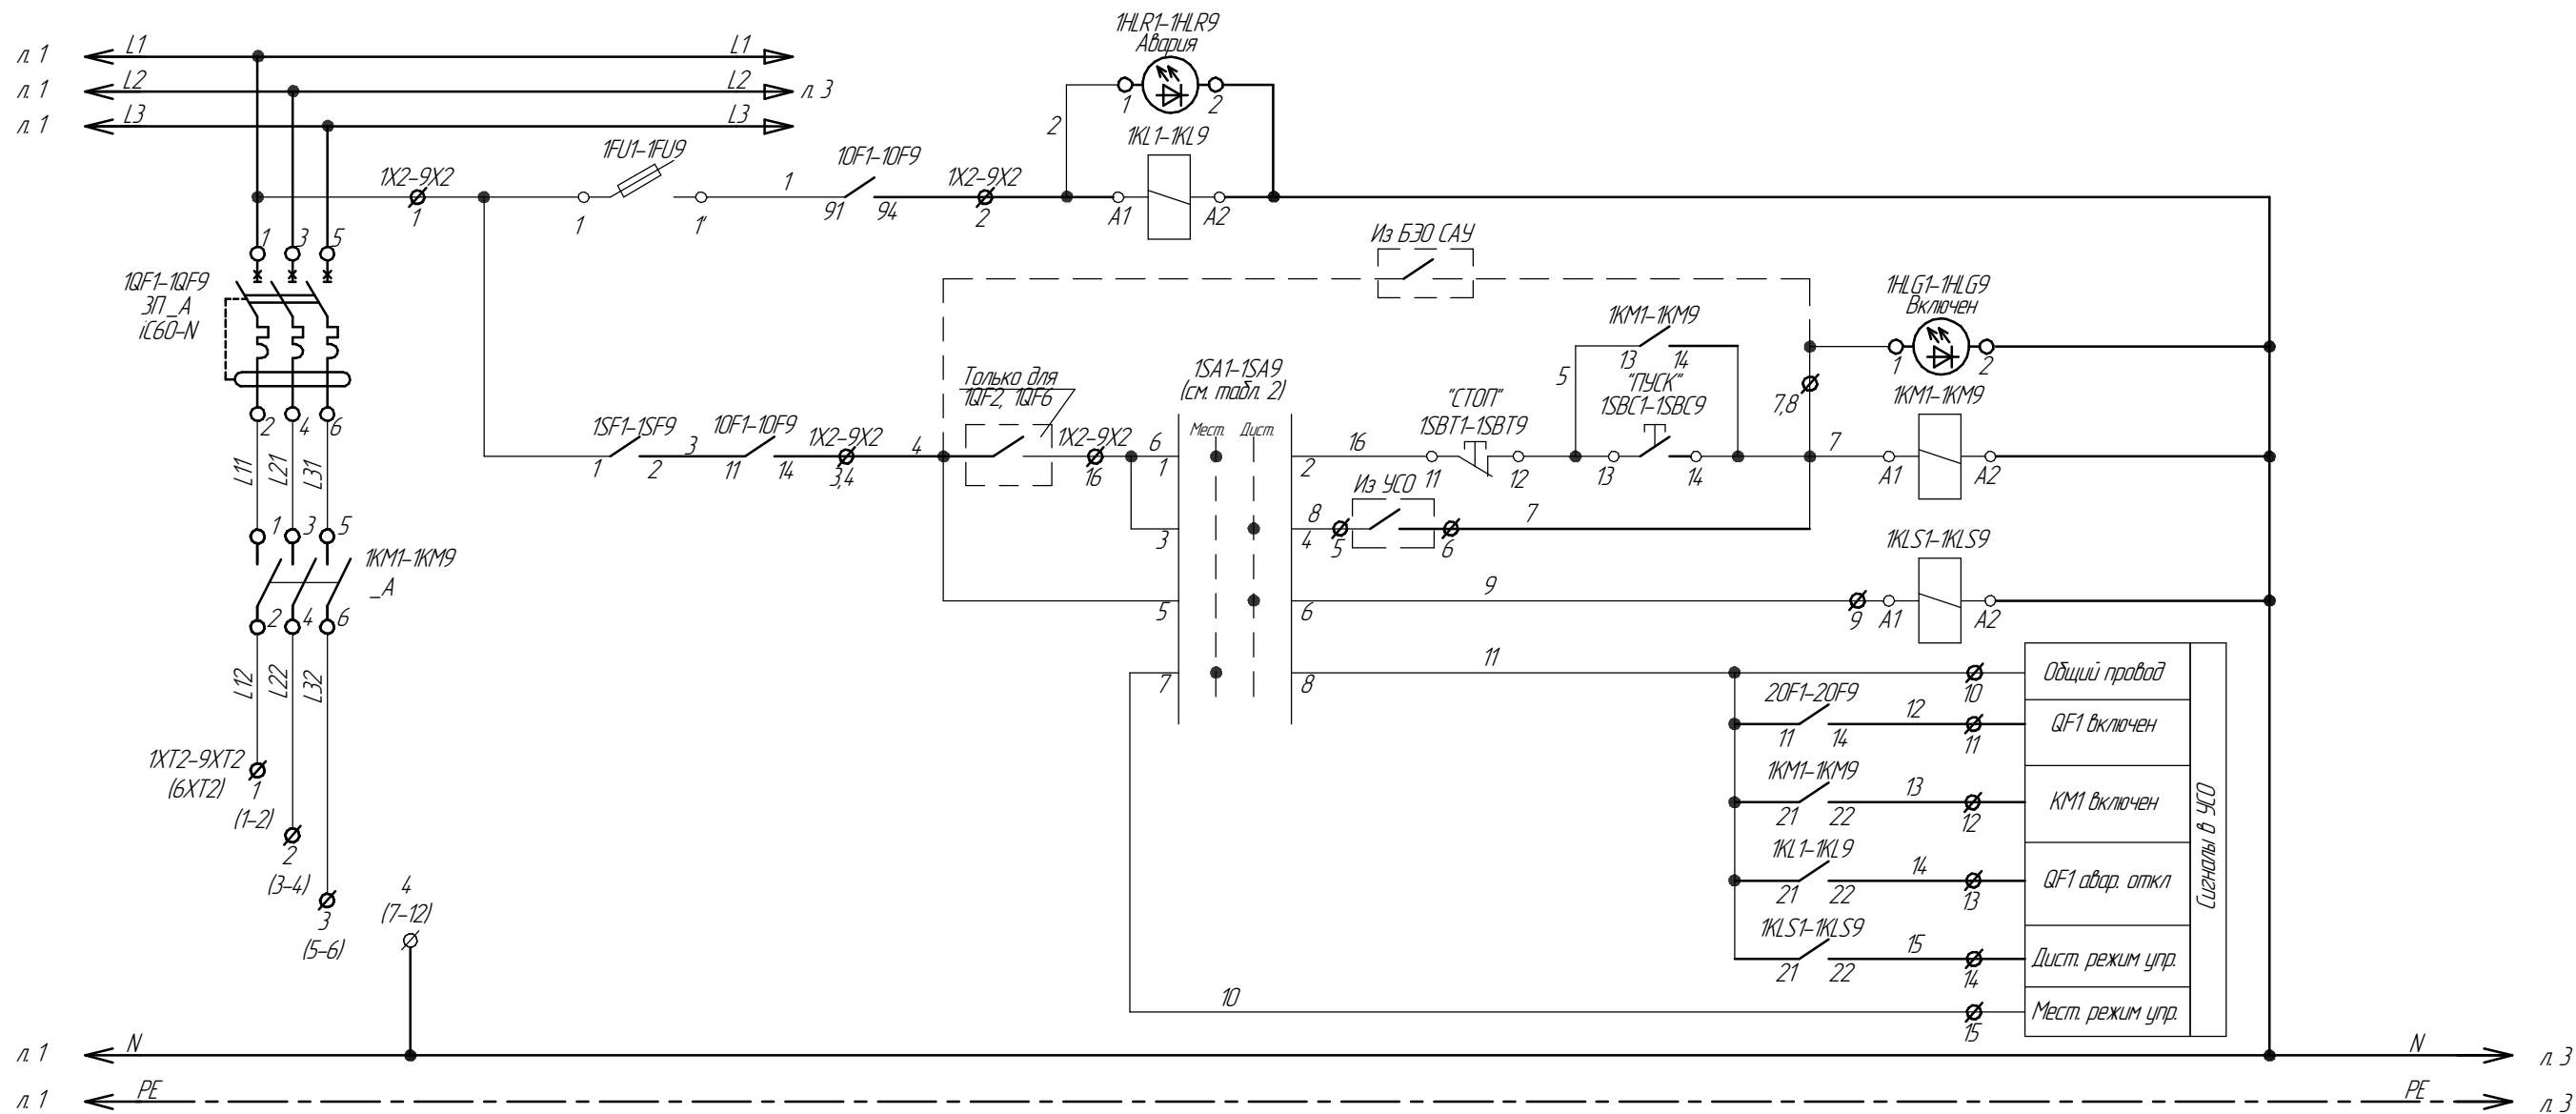 1HLR1-1HLR9
Авария
л. 1
L1
L1
л. 1
L2
L2
л. 3
л. 1
L3
L3
1
2
2
1KL1-1KL9
1FU1-1FU9
10F1-10F9
1X2-9X2
1
1X2-9X2
1
1
1'
91
94
2
A1
A2
Из БЭО САУ
1
3
5
1QF1-1QF9
3П_А
iC60-N
1HLG1-1HLG9
Включен
1KM1-1KM9
13
14
1
2
1SA1-1SA9
(см. табл. 2)
Только для
1QF2, 1QF6
5
"ПУСК"
1SBC1-1SBC9
"СТОП"
1SBT1-1SBT9
7,8
1KM1-1KM9
2
4
6
1SF1-1SF9
3
10F1-10F9
1X2-9X2
4
1X2-9X2
6
Мест.
Дист.
16
7
1
2
11
14
3,4
16
1
2
11
12
13
14
A1
A2
L11
L21
L31
Из УСО
8
7
3
4
5
6
1
3
5
1KLS1-1KLS9
1KM1-1KM9
_А
9
5
6
9
A1
A2
2
4
6
L12
L22
L32
11
7
8
10
Общий провод
20F1-20F9
12
11
14
11
QF1 включен
1XT2-9XT2
(6XT2)
1
(1-2)
1KM1-1KM9
13
21
22
12
KM1 включен
2
(3-4)
1KL1-1KL9
14
21
22
13
QF1 авар. откл
Сигналы в УСО
3
(5-6)
4
(7-12)
1KLS1-1KLS9
15
21
22
14
Дист. режим упр.
10
15
Мест. режим упр.
л. 1
N
N
л. 3
л. 1
PE
PE
л. 3